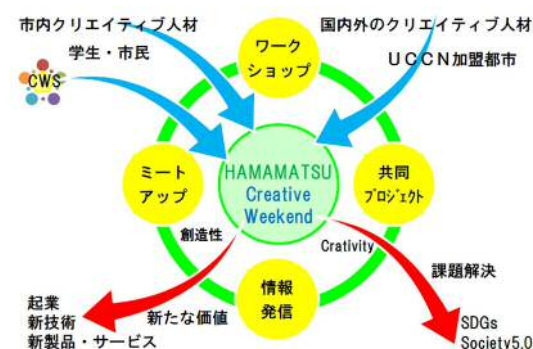 市内クリエイティブ人材
学生・市民
CWS
国内外のクリエイティブ人材
UCCN加盟都市
ワーク
ショップ
ミート
アップ
HAMAMATSU
Creative
Weekend
共同
プロジェクト
創造性
Crativity
情報
発信
起業
新技術
新製品・サービス
新たな価値
課題解決
SDGs
Society5.0